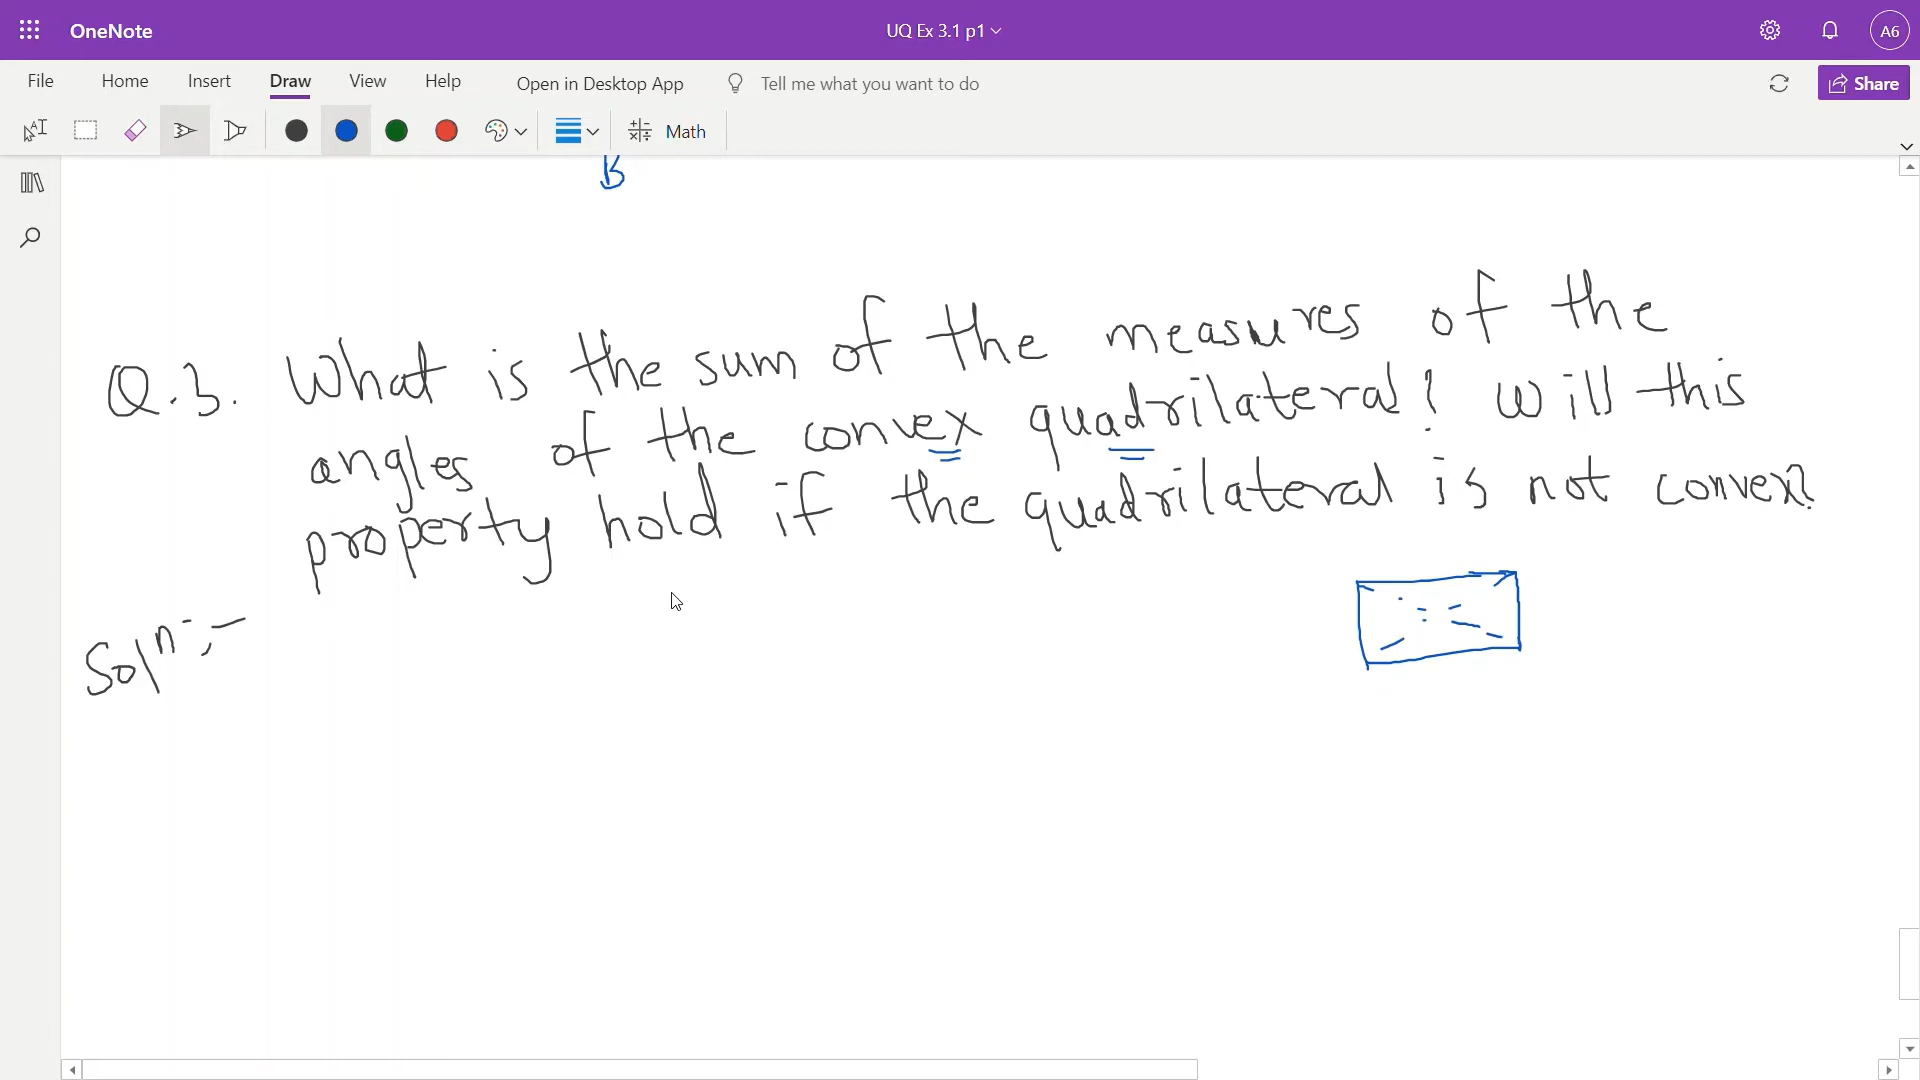 OneNote
UQ Ex 3.1 p1
A6
File Home Insert Draw View Help Open in Desktop App Tell me what you want to do
Share
Math
B
Q.3. What is the sum of the measures of the
angles of the convex quadrilateral? Will this
property hold if the quadrilateral is not convex?
Solⁿ:-